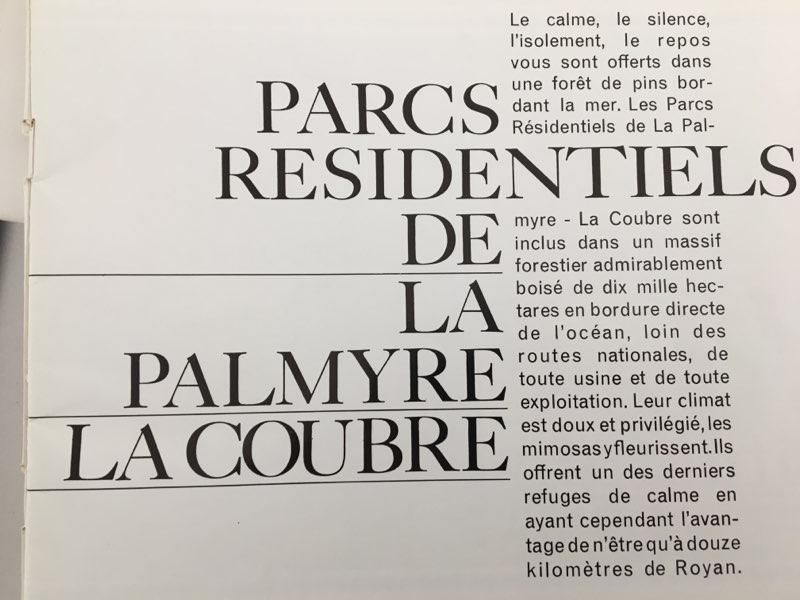 PARCS
RESIDENTIELS
DE
LA
PALMYRE
LA COUBRE
Le calme, le silence,
l'isolement, le repos
vous sont offerts dans
une forêt de pins bor-
dant la mer. Les Parcs
Résidentiels de La Pal-
myre - La Coubre sont
inclus dans un massif
forestier admirablement
boisé de dix mille hec-
tares en bordure directe
de l'océan, loin des
routes nationales, de
toute usine et de toute
exploitation. Leur climat
est doux et privilégié, les
mimosas y fleurissent. Ils
offrent un des derniers
refuges de calme en
ayant cependant l'avan-
tage de n'être qu'à douze
kilomètres de Royan.